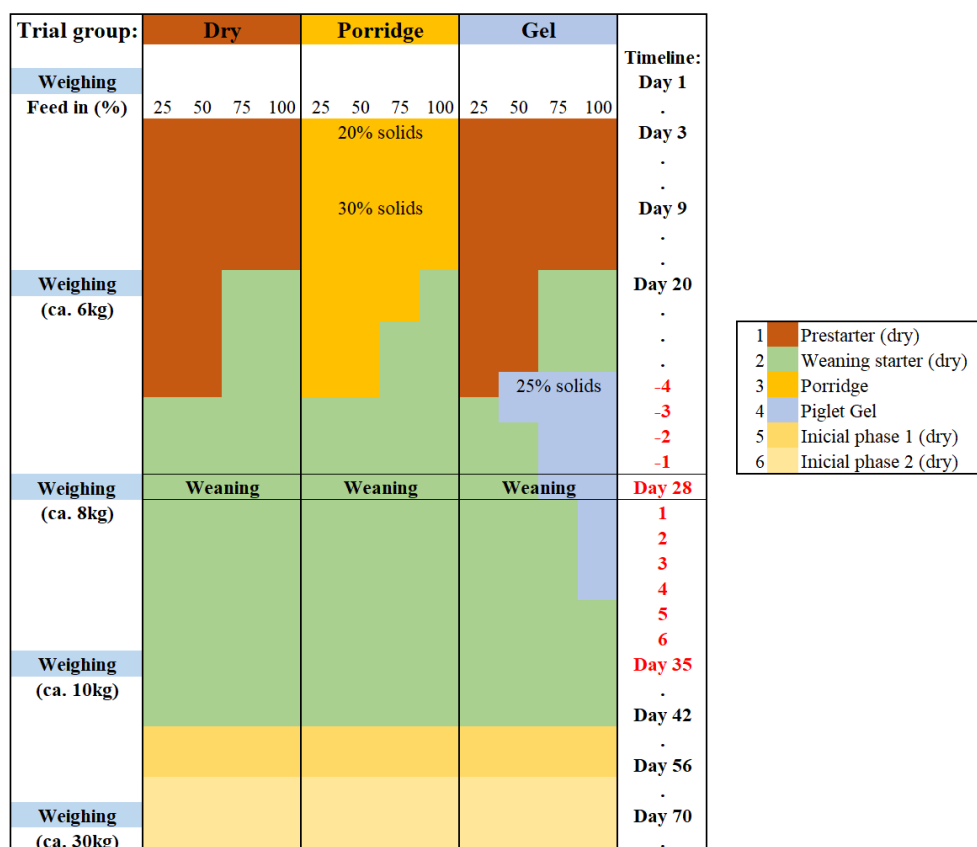 Trial group: Dry Porridge Gel
Timeline:
Weighing Day 1
Feed in (%) 25 50 75 100 25 50 75 100 25 50 75 100 .
20% solids Day 3
.
.
30% solids Day 9
.
.
Weighing Day 20
(ca. 6kg) .
.
.
25% solids -4
-3
-2
-1
Weighing Weaning Weaning Weaning Day 28
(ca. 8kg) 1
2
3
4
5
6
Weighing Day 35
(ca. 10kg) .
Day 42
.
Day 56
.
Weighing Day 70
(ca. 30kg) .
1 Prestarter (dry)
2 Weaning starter (dry)
3 Porridge
4 Piglet Gel
5 Inicial phase 1 (dry)
6 Inicial phase 2 (dry)